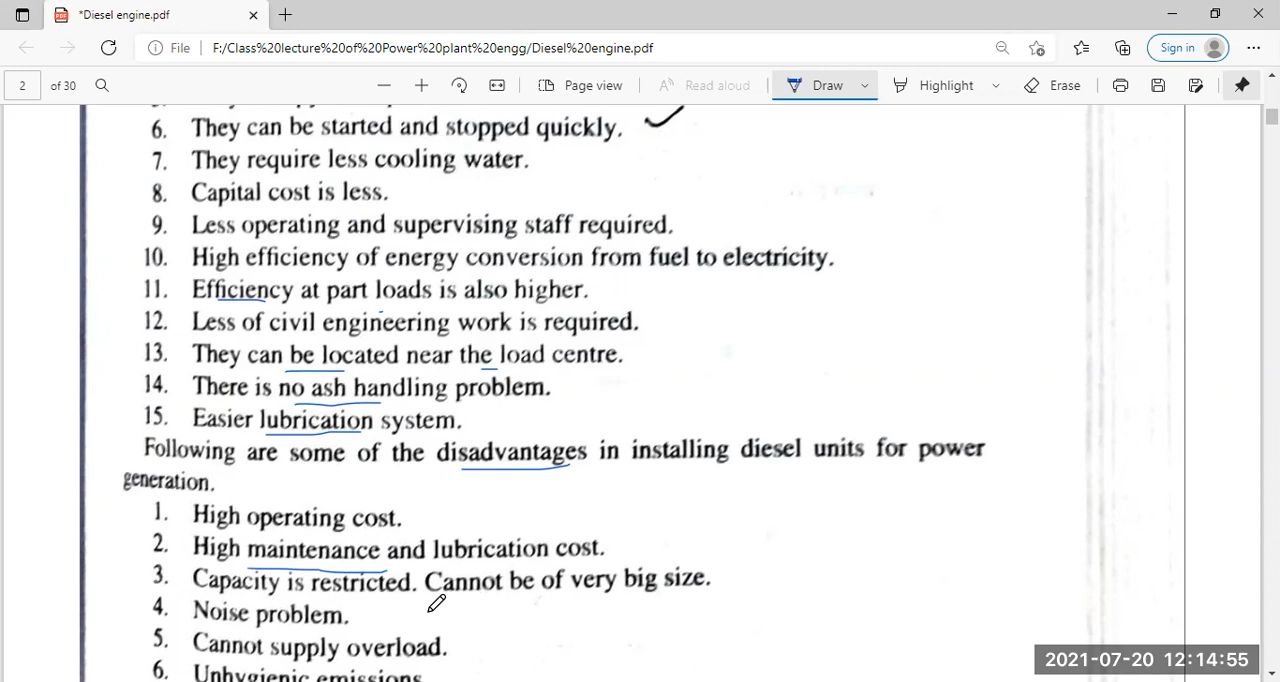 *Diesel engine.pdf
File F:/Class%20lecture%20of%20Power%20plant%20engg/Diesel%20engine.pdf Sign in
2 of 30 Page view Read aloud Draw Highlight Erase
6. They can be started and stopped quickly.
7. They require less cooling water.
8. Capital cost is less.
9. Less operating and supervising staff required.
10. High efficiency of energy conversion from fuel to electricity.
11. Efficiency at part loads is also higher.
12. Less of civil engineering work is required.
13. They can be located near the load centre.
14. There is no ash handling problem.
15. Easier lubrication system.
Following are some of the disadvantages in installing diesel units for power
generation.
1. High operating cost.
2. High maintenance and lubrication cost.
3. Capacity is restricted. Cannot be of very big size.
4. Noise problem.
5. Cannot supply overload.
6. Unhygienic emissions
2021-07-20 12:14:55